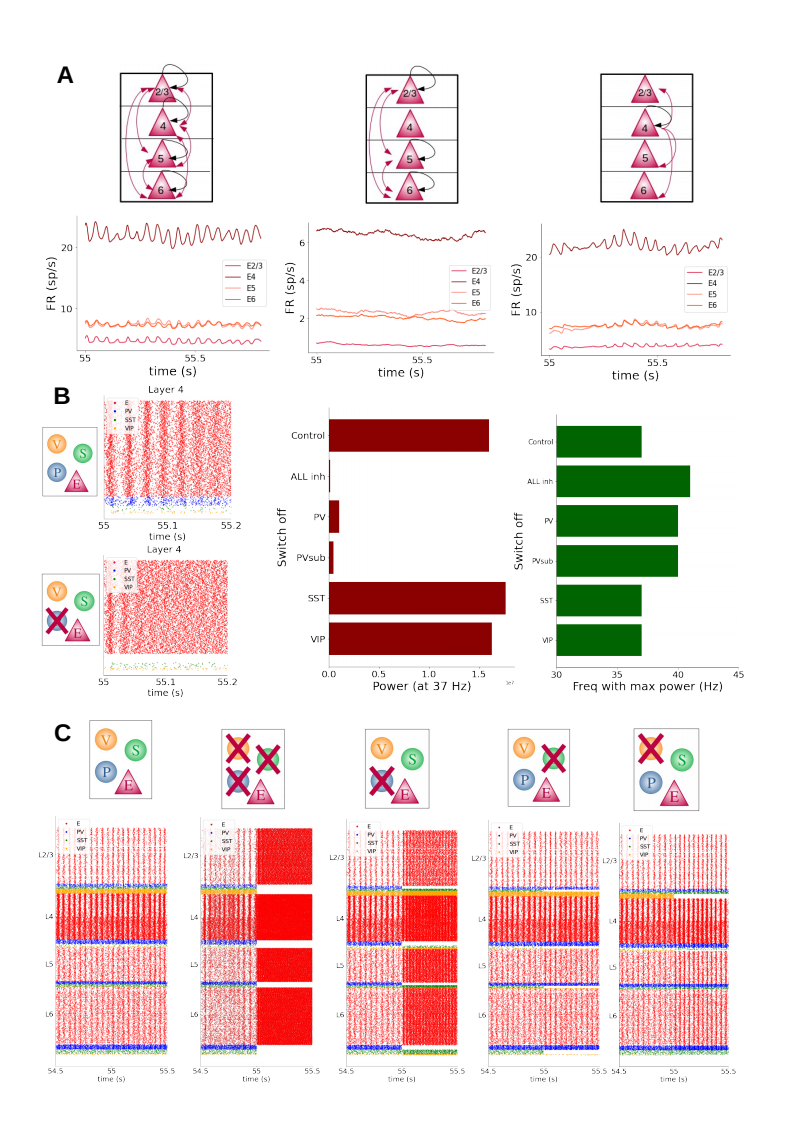 A
2/3
4
5
6
2/3
4
5
6
2/3
4
5
6
FR (sp/s)
20
10
E2/3
E4
E5
E6
55
55.5
time (s)
FR (sp/s)
6
4
2
E2/3
E4
E5
E6
55
55.5
time (s)
FR (sp/s)
20
10
E2/3
E4
E5
E6
55
55.5
time (s)
B
Layer 4
E
PV
SST
VIP
V
S
P
E
55
55.1
55.2
time (s)
Layer 4
E
PV
SST
VIP
V
S
E
55
55.1
55.2
time (s)
Switch off
Control
ALL inh
PV
PVsub
SST
VIP
0.0
0.5
1.0
1.5
1e7
Power (at 37 Hz)
Switch off
Control
ALL inh
PV
PVsub
SST
VIP
30
35
40
45
Freq with max power (Hz)
C
V
S
P
E
V
S
P
E
V
S
P
E
V
S
P
E
V
S
P
E
E
PV
SST
VIP
L2/3
L4
L5
L6
54.5
55
55.5
time (s)
E
PV
SST
VIP
L2/3
L4
L5
L6
54.5
55
55.5
time (s)
E
PV
SST
VIP
L2/3
L4
L5
L6
54.5
55
55.5
time (s)
E
PV
SST
VIP
L2/3
L4
L5
L6
54.5
55
55.5
time (s)
E
PV
SST
VIP
L2/3
L4
L5
L6
54.5
55
55.5
time (s)